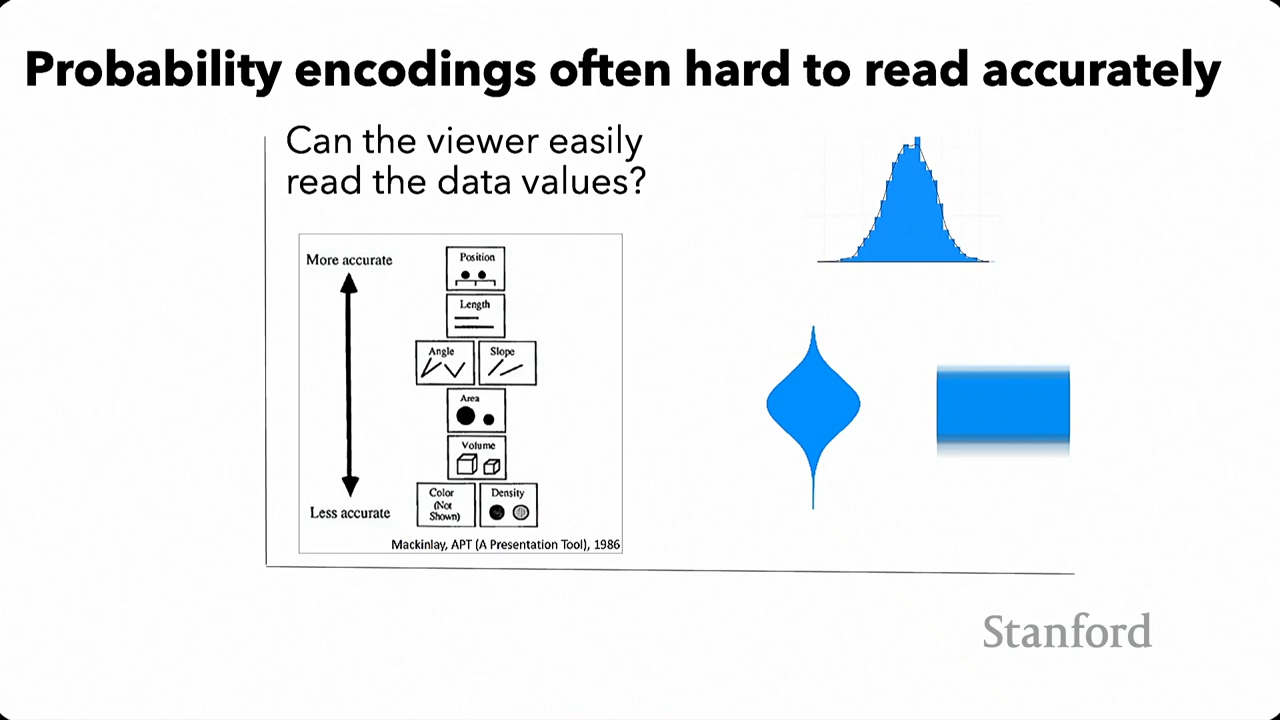 Probability encodings often hard to read accurately
Can the viewer easily
read the data values?
More accurate
Position
Length
Angle Slope
Area
Volume
Color
(Not
Shown)
Density
Less accurate
Mackinlay, APT (A Presentation Tool), 1986
Stanford